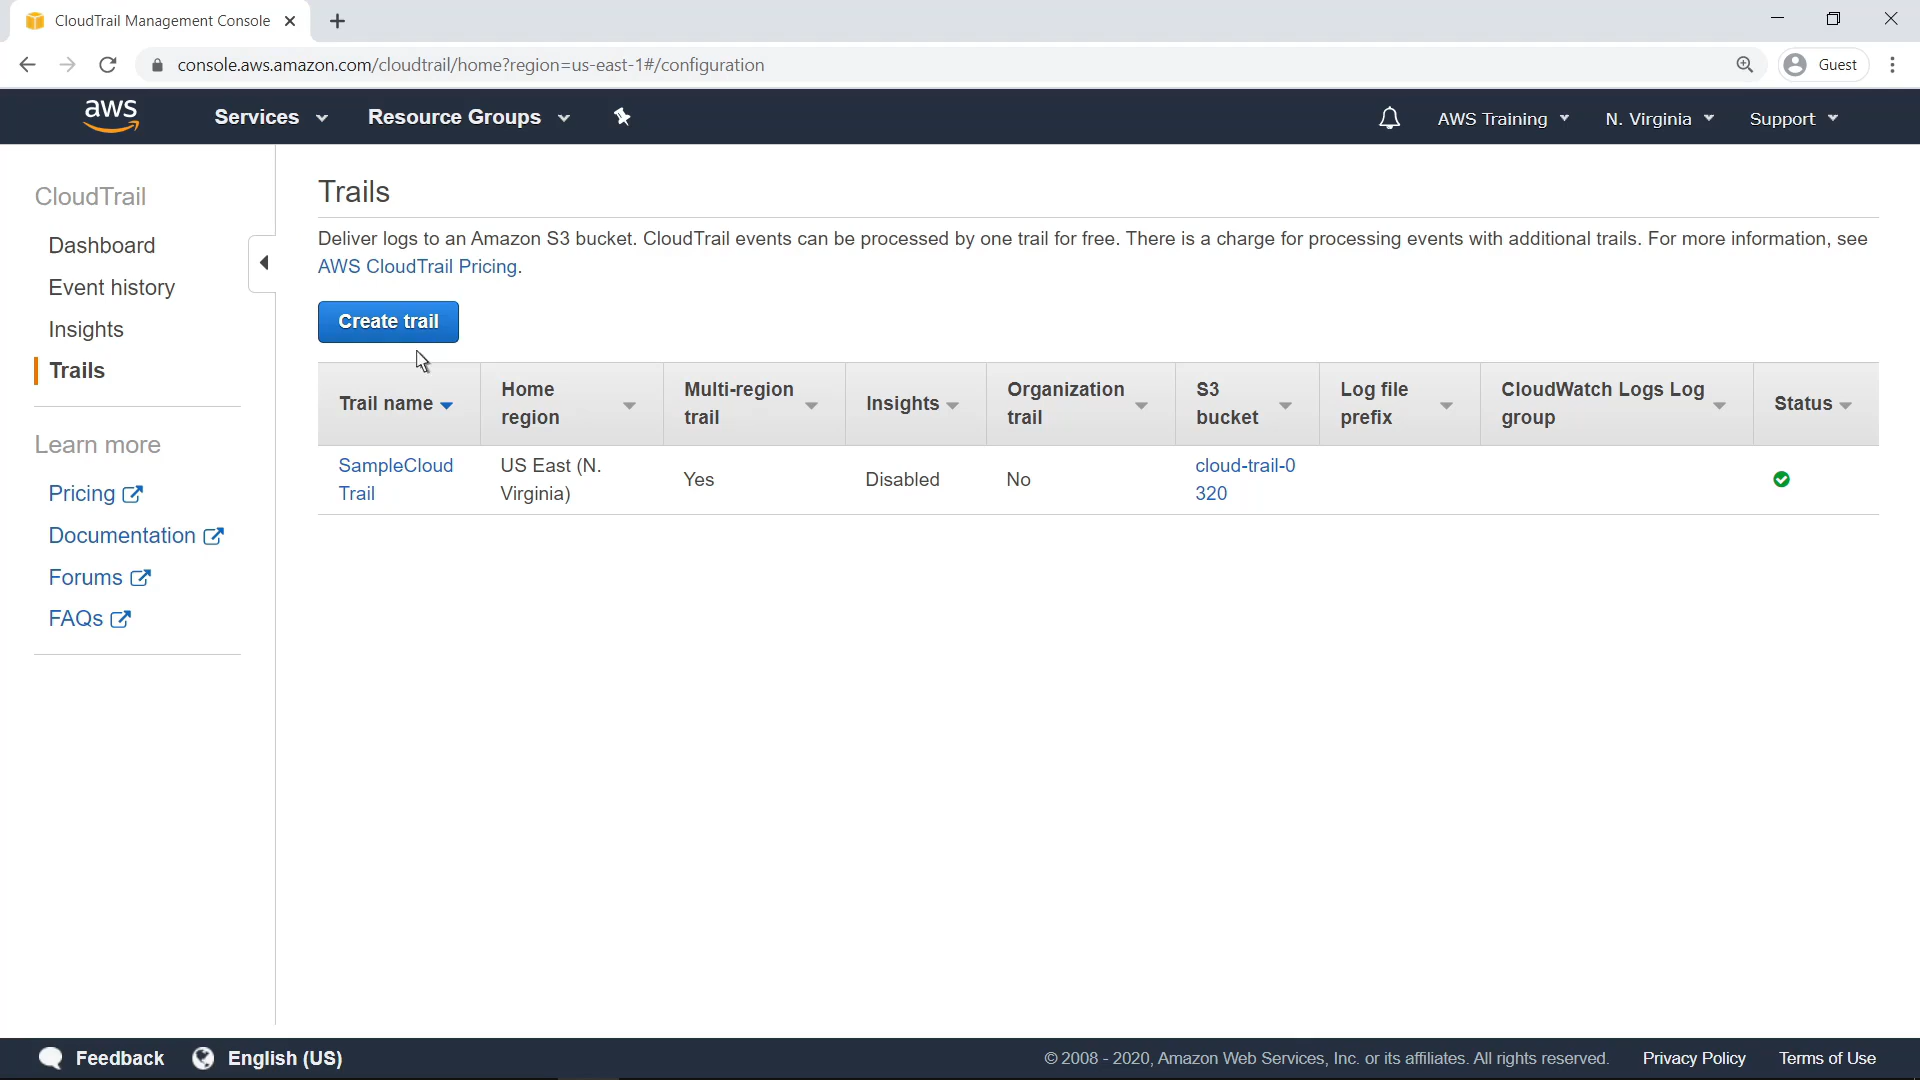 CloudTrail Management Console
console.aws.amazon.com/cloudtrail/home?region=us-east-1#/configuration
Guest
aws
Services
Resource Groups
AWS Training
N. Virginia
Support
CloudTrail
Dashboard
Event history
Insights
Trails
Learn more
Pricing
Documentation
Forums
FAQs
Trails
Deliver logs to an Amazon S3 bucket. CloudTrail events can be processed by one trail for free. There is a charge for processing events with additional trails. For more information, see
AWS CloudTrail Pricing.
Create trail
Trail name
Home
region
Multi-region
trail
Insights
Organization
trail
S3
bucket
Log file
prefix
CloudWatch Logs Log
group
Status
SampleCloud
Trail
US East (N.
Virginia)
Yes
Disabled
No
cloud-trail-0
320
Feedback
English (US)
© 2008 - 2020, Amazon Web Services, Inc. or its affiliates. All rights reserved.
Privacy Policy
Terms of Use